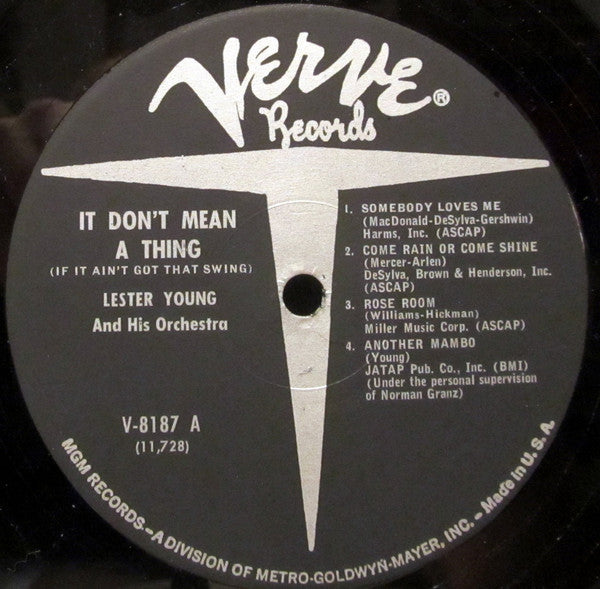 VERVE®
Records
IT DON'T MEAN
A THING
(IF IT AIN'T GOT THAT SWING)
LESTER YOUNG
And His Orchestra
V-8187 A
(11,728)
1. SOMEBODY LOVES ME
(MacDonald-DeSylva-Gershwin)
Harms, Inc. (ASCAP)
2. COME RAIN OR COME SHINE
(Mercer-Arlen)
DeSylva, Brown & Henderson, Inc.
(ASCAP)
3. ROSE ROOM
(Williams-Hickman)
Miller Music Corp. (ASCAP)
4. ANOTHER MAMBO
(Young)
JATAP Pub. Co., Inc. (BMI)
(Under the personal supervision
of Norman Granz)
MGM RECORDS—A DIVISION OF METRO-GOLDWYN-MAYER, INC. – Made in U. S. A.